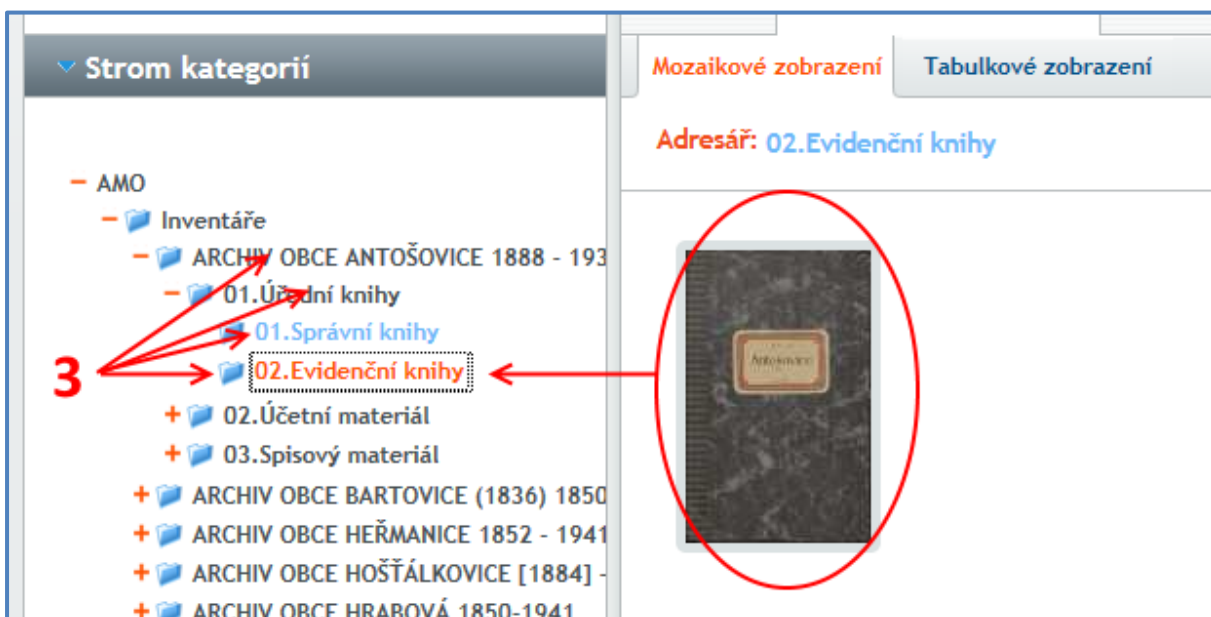 Strom kategorií
Mozaikové zobrazení
Tabulkové zobrazení
Adresář: 02.Evidenční knihy
AMO
Inventáře
ARCHIV OBCE ANTOŠOVICE 1888 - 193
01.Úřední knihy
01.Správní knihy
02.Evidenční knihy
3
02.Účetní materiál
03.Spisový materiál
ARCHIV OBCE BARTOVICE (1836) 1850
ARCHIV OBCE HEŘMANICE 1852 - 1941
ARCHIV OBCE HOŠŤÁLKOVICE [1884] -
ARCHIV OBCE HRABOVÁ 1850-1941